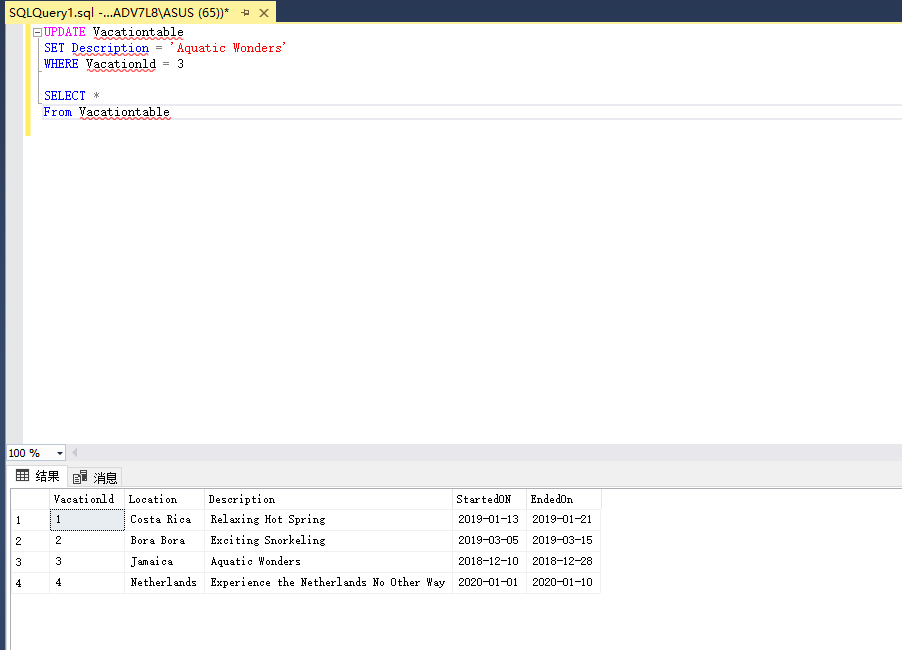 SQLQuery1.sql -...ADV7L8\ASUS (65))*
UPDATE Vacationtable
SET Description = 'Aquatic Wonders'
WHERE Vacationld = 3
SELECT *
From Vacationtable
100 %
结果 消息
Vacationld Location Description StartedON EndedOn
1 1 Costa Rica Relaxing Hot Spring 2019-01-13 2019-01-21
2 2 Bora Bora Exciting Snorkeling 2019-03-05 2019-03-15
3 3 Jamaica Aquatic Wonders 2018-12-10 2018-12-28
4 4 Netherlands Experience the Netherlands No Other Way 2020-01-01 2020-01-10